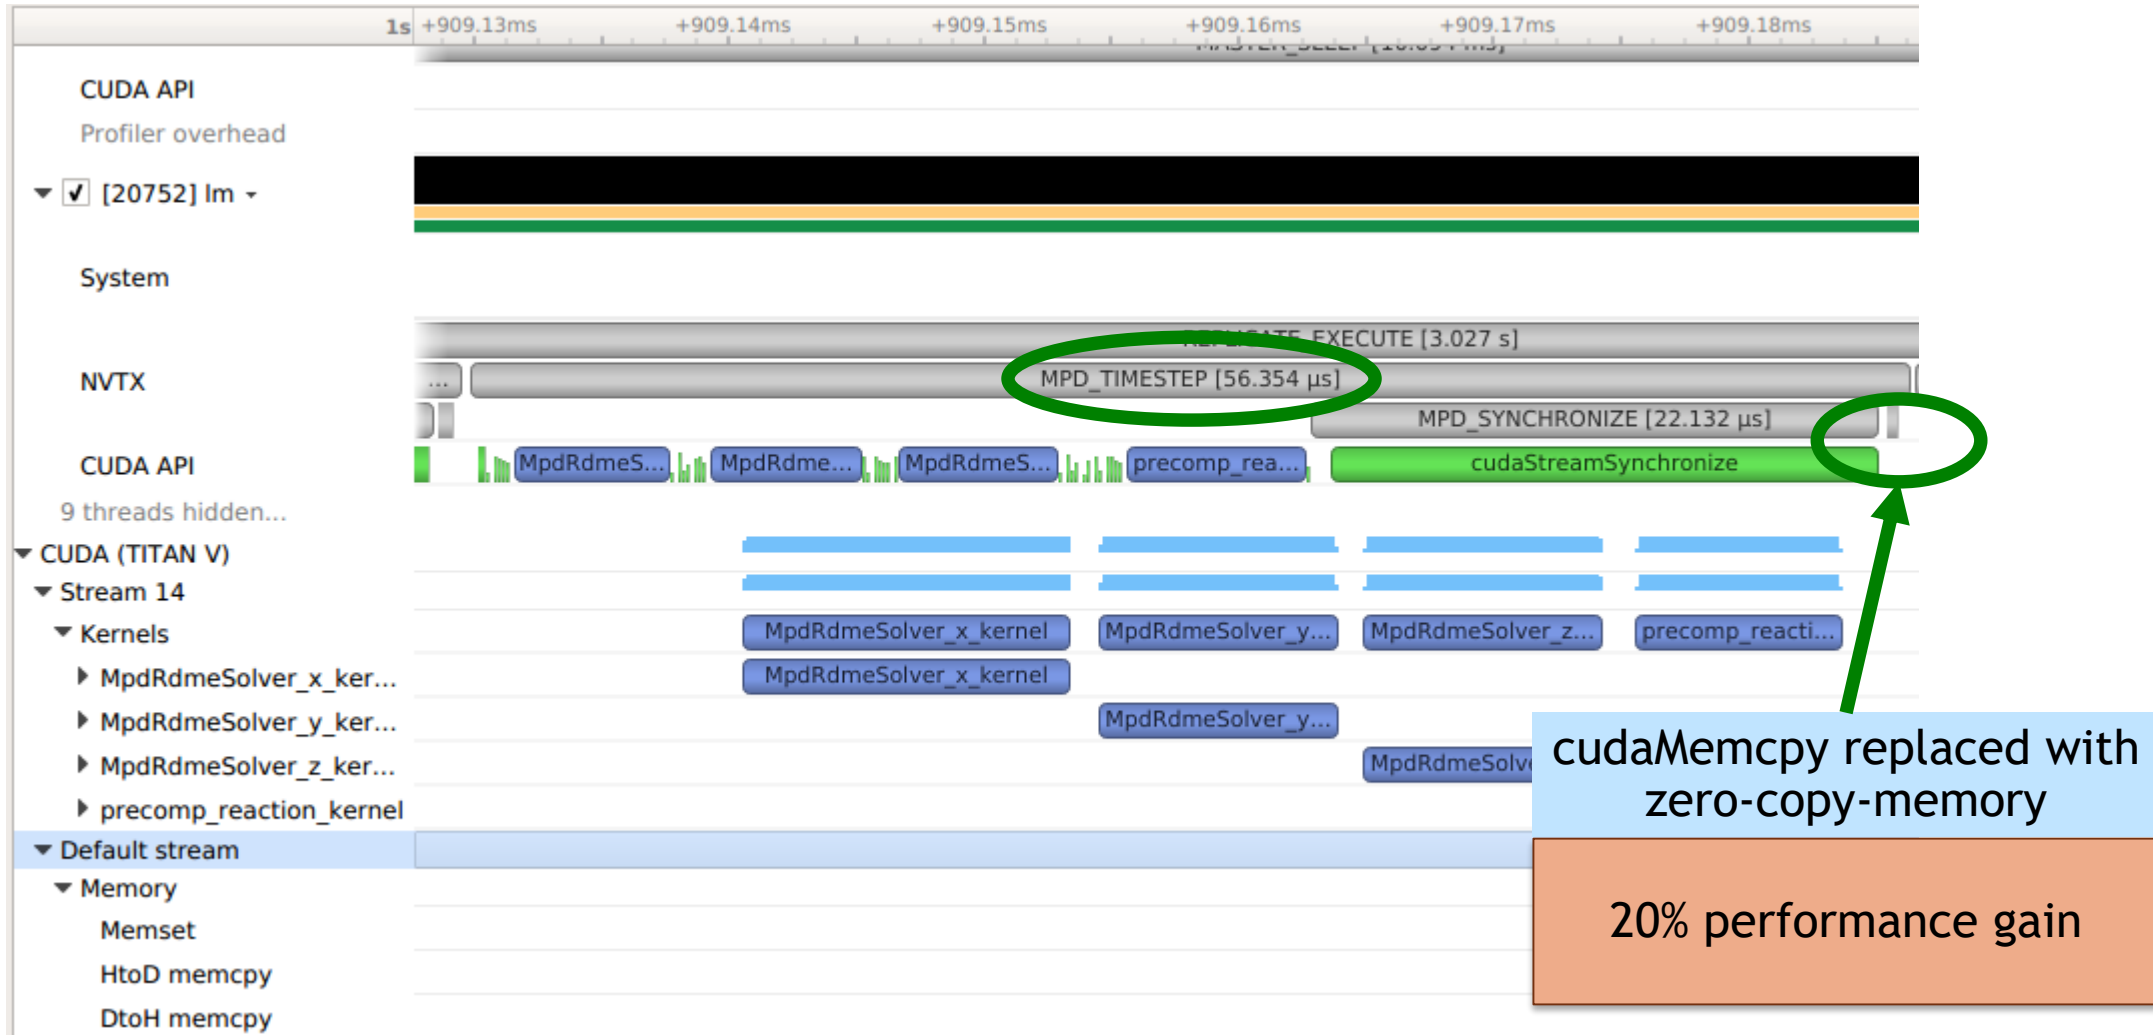 1s +909.13ms +909.14ms +909.15ms +909.16ms +909.17ms +909.18ms
CUDA API
Profiler overhead
[20752] lm
System
REPLICATE_EXECUTE [3.027 s]
NVTX ... MPD_TIMESTEP [56.354 µs]
MPD_SYNCHRONIZE [22.132 µs]
CUDA API MpdRdmeS... MpdRdme... MpdRdmeS... precomp_rea... cudaStreamSynchronize
9 threads hidden...
CUDA (TITAN V)
Stream 14
Kernels MpdRdmeSolver_x_kernel MpdRdmeSolver_y... MpdRdmeSolver_z... precomp_reacti...
MpdRdmeSolver_x_ker... MpdRdmeSolver_x_kernel
MpdRdmeSolver_y_ker... MpdRdmeSolver_y...
MpdRdmeSolver_z_ker... MpdRdmeSolve
precomp_reaction_kernel
Default stream
Memory
Memset
HtoD memcpy
DtoH memcpy
cudaMemcpy replaced with
zero-copy-memory
20% performance gain